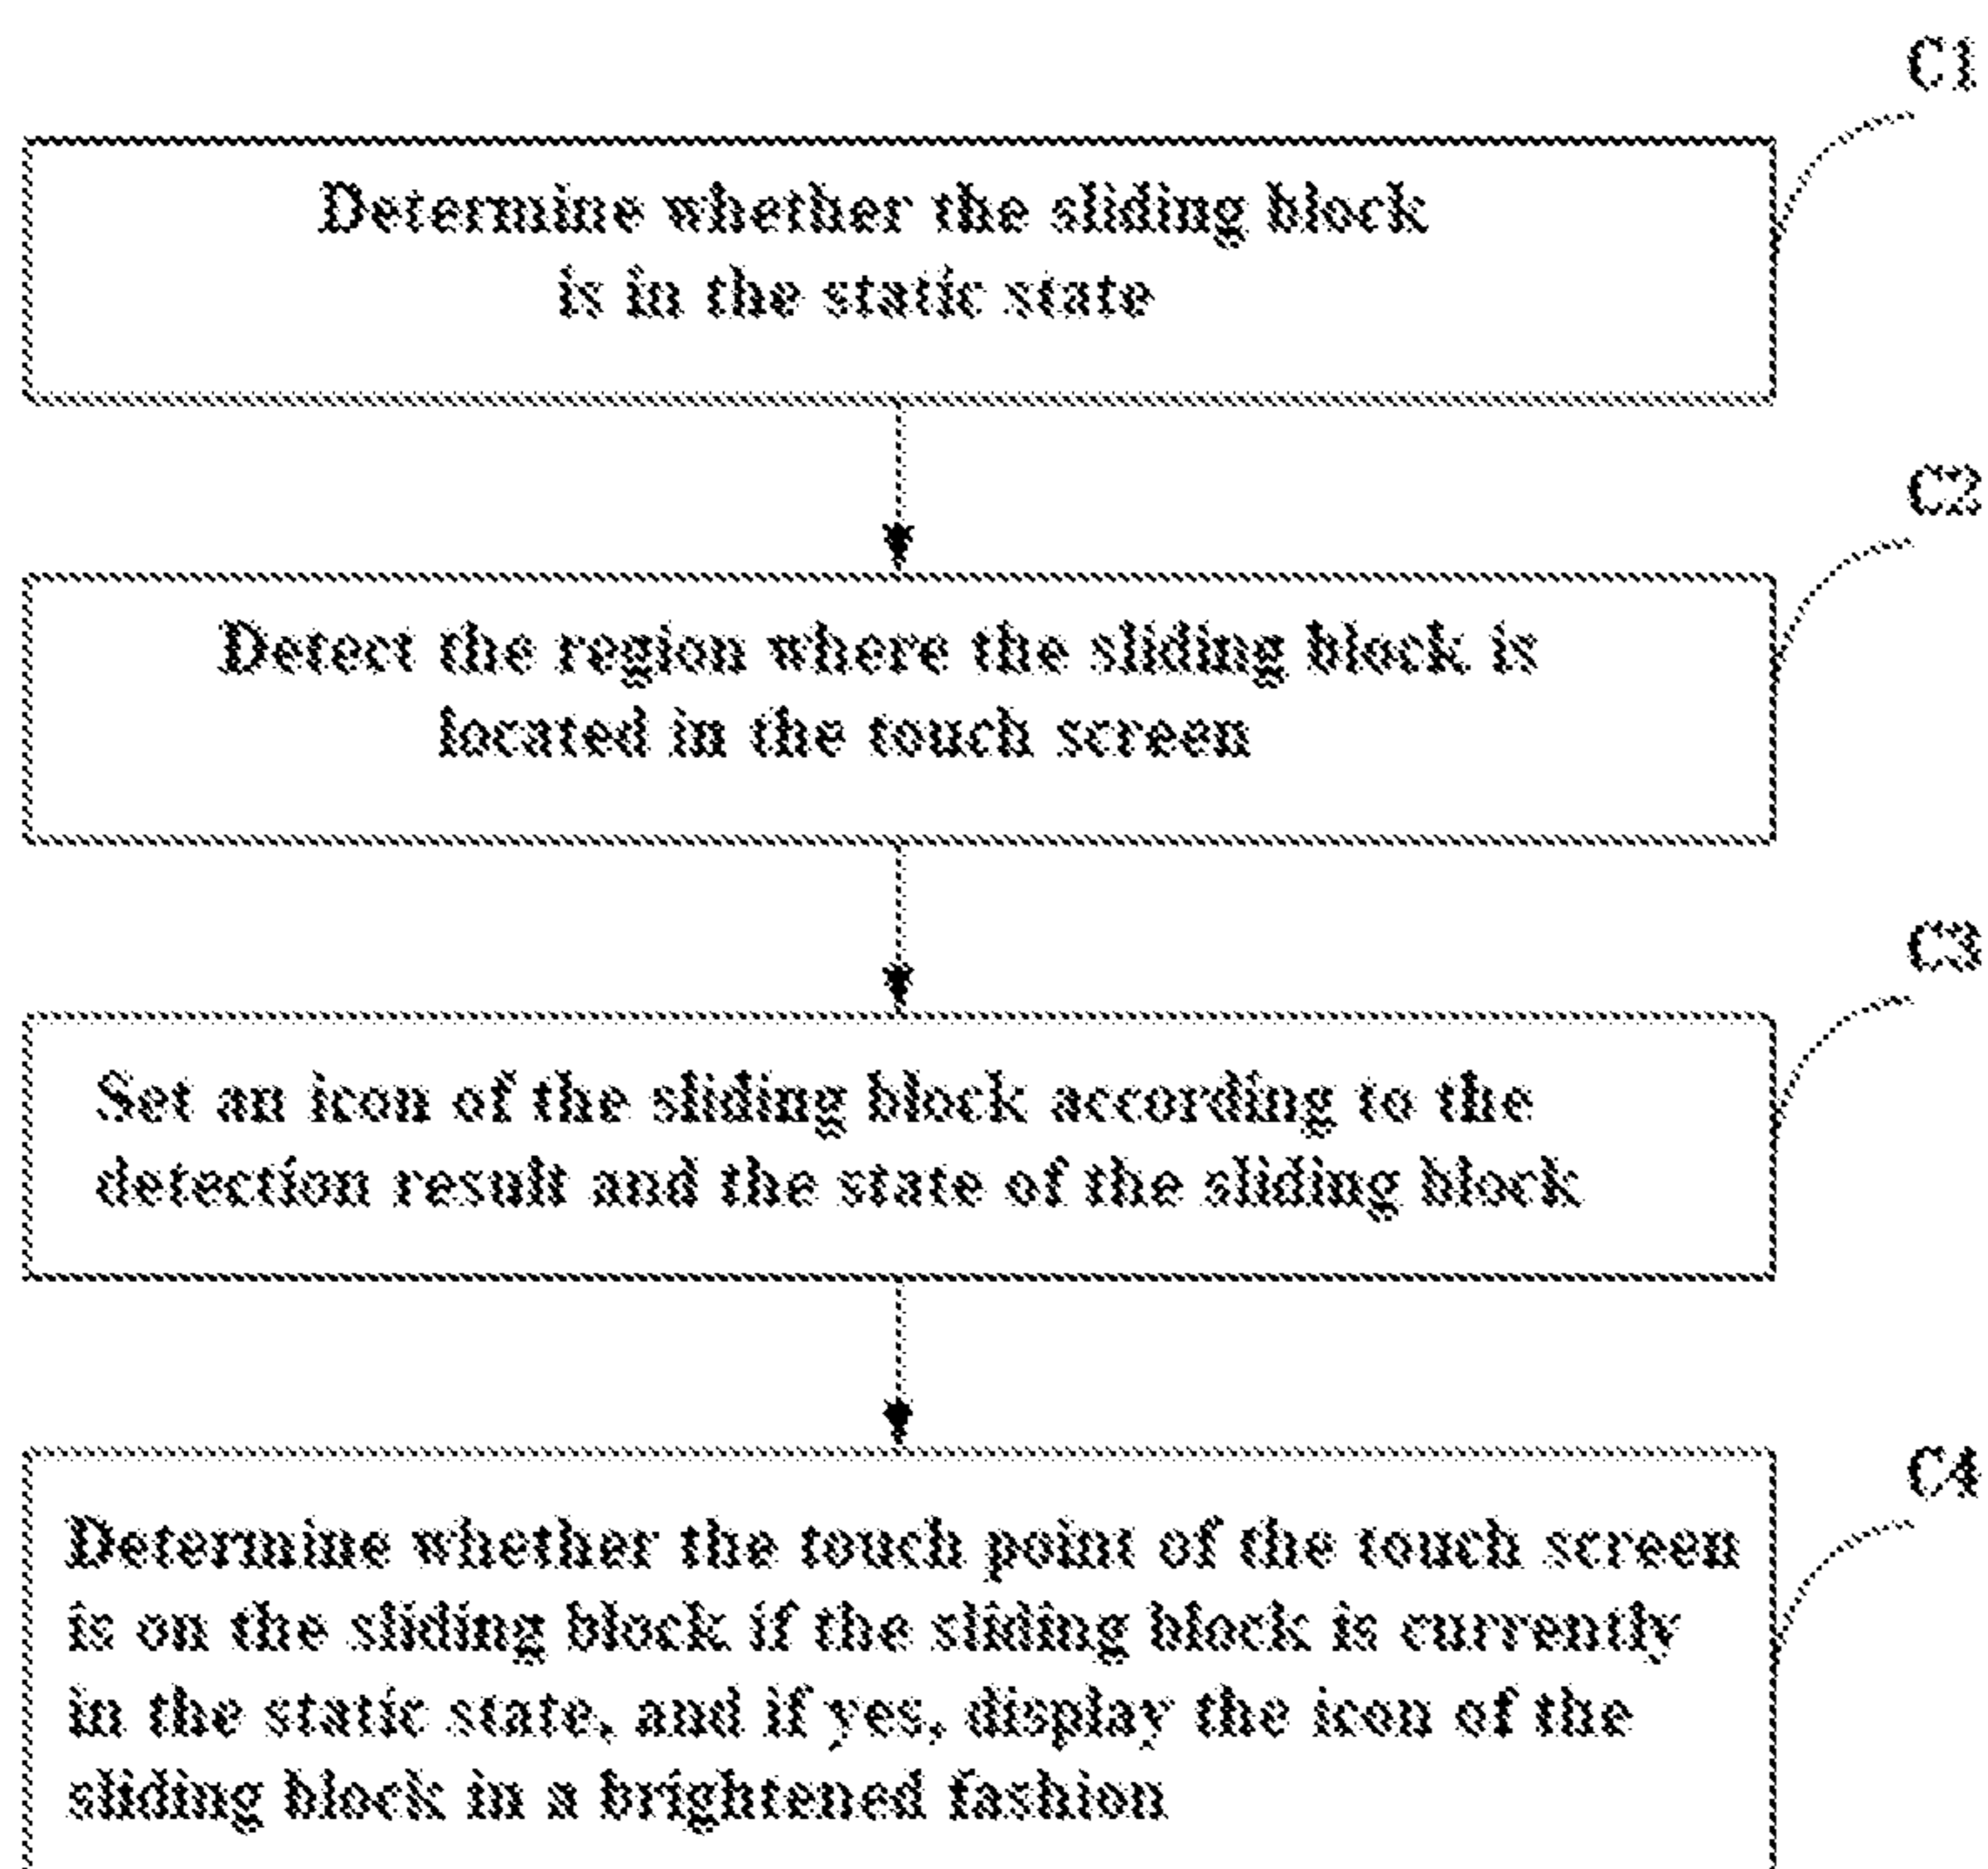 C1
Determine whether the sliding block
is in the static state
C2
Detect the region where the sliding block is
located in the touch screen
C3
Set an icon of the sliding block according to the
detection result and the state of the sliding block
C4
Determine whether the touch point of the touch screen
is on the sliding block if the sliding block is currently
in the static state, and if yes, display the icon of the
sliding block in a brightened fashion